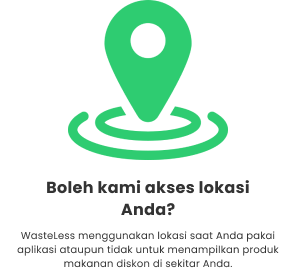 Boleh kami akses lokasi
Anda?
WasteLess menggunakan lokasi saat Anda pakai
aplikasi ataupun tidak untuk menampilkan produk
makanan diskon di sekitar Anda.